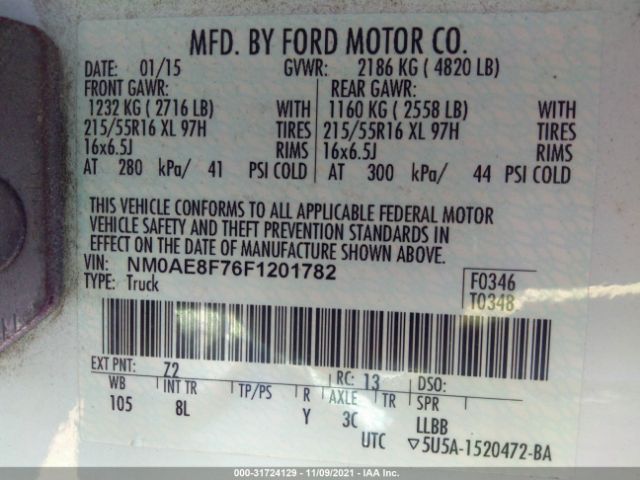 MFD. BY FORD MOTOR CO.
DATE: 01/15 GVWR: 2186 KG ( 4820 LB)
FRONT GAWR: REAR GAWR:
1232 KG ( 2716 LB) WITH 1160 KG ( 2558 LB) WITH
215/55R16 XL 97H TIRES 215/55R16 XL 97H TIRES
16x6.5J RIMS 16x6.5J RIMS
AT 280 kPa/ 41 PSI COLD AT 300 kPa/ 44 PSI COLD
THIS VEHICLE CONFORMS TO ALL APPLICABLE FEDERAL MOTOR
VEHICLE SAFETY AND THEFT PREVENTION STANDARDS IN
EFFECT ON THE DATE OF MANUFACTURE SHOWN ABOVE.
VIN: NM0AE8F76F1201782 F0346
TYPE: Truck T0348
EXT PNT: Z2 RC: 13 DSO:
WB INT TR TP/PS R AXLE TR SPR
105 8L Y 3C LLBB
UTC ▽5U5A-1520472-BA
000-31724129 - 11/09/2021 - IAA Inc.